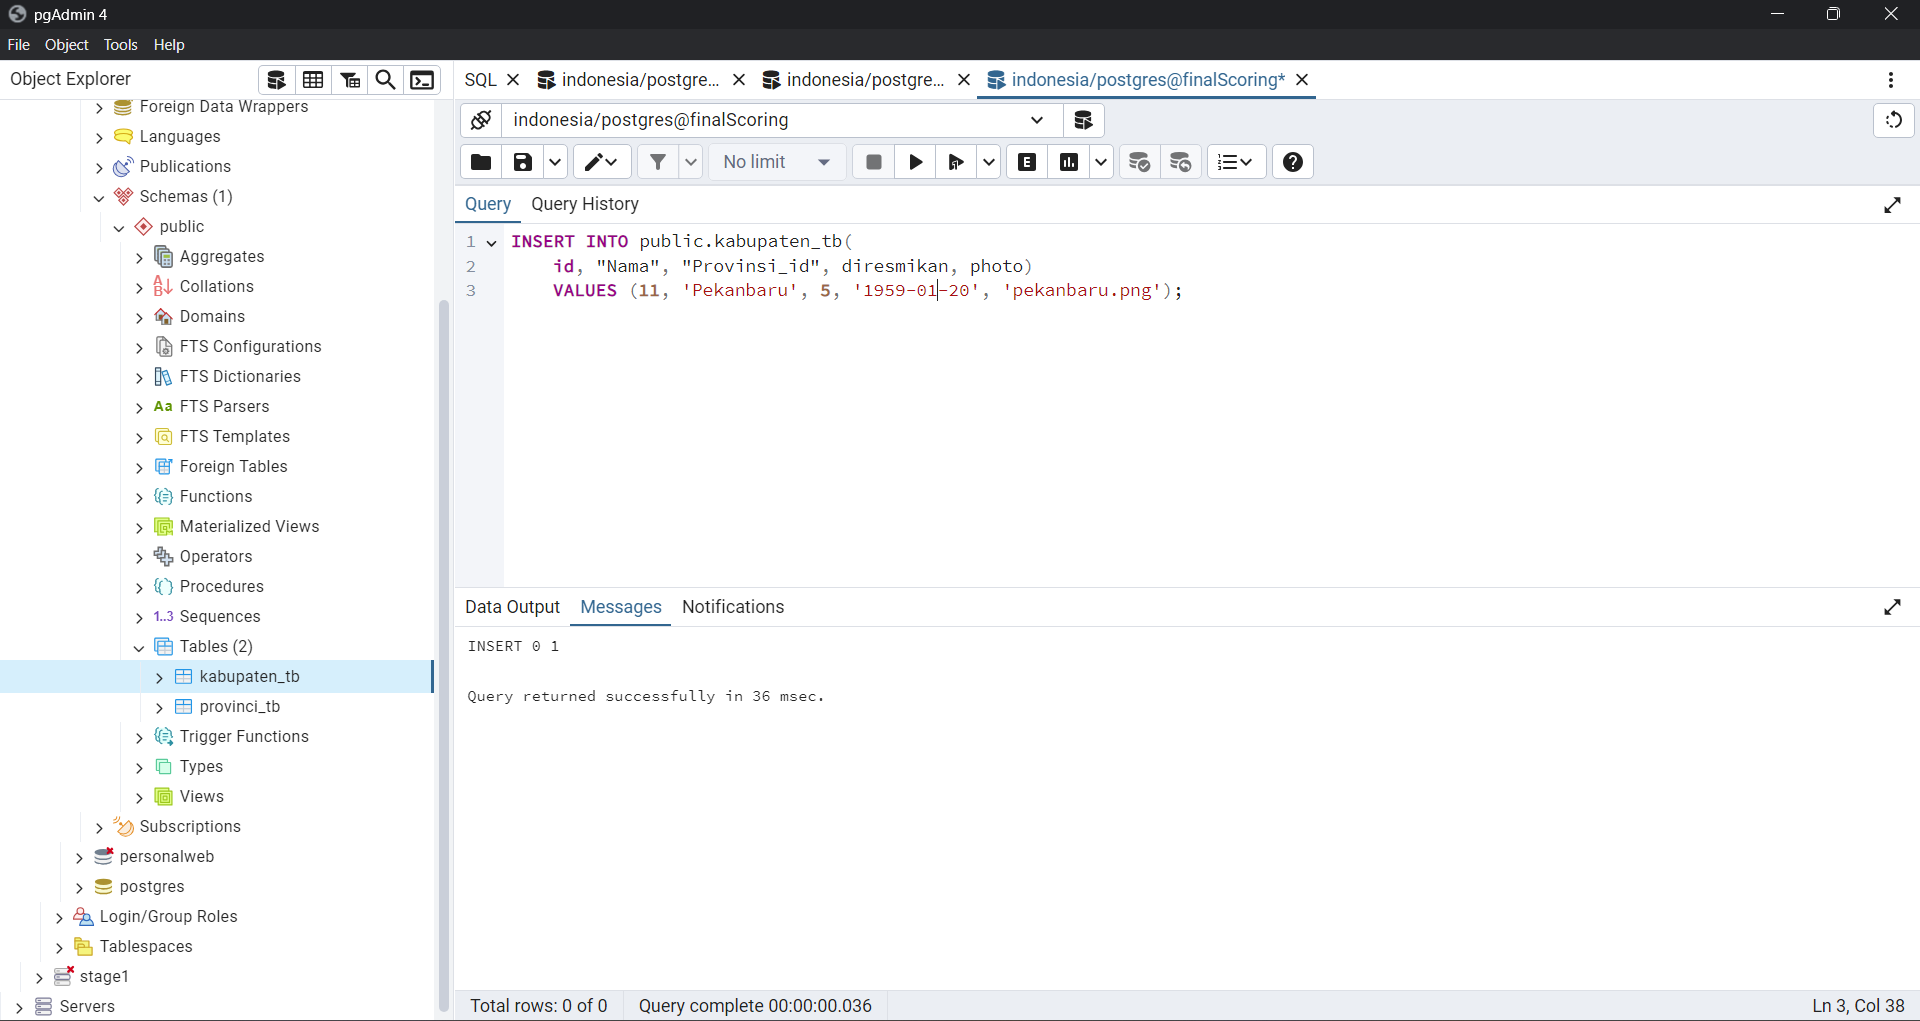 pgAdmin 4
File Object Tools Help
Object Explorer
SQL indonesia/postgre... indonesia/postgre... indonesia/postgres@finalScoring*
Foreign Data Wrappers
Languages
Publications
Schemas (1)
public
Aggregates
Collations
Domains
FTS Configurations
FTS Dictionaries
Aa FTS Parsers
FTS Templates
Foreign Tables
Functions
Materialized Views
Operators
Procedures
1..3 Sequences
Tables (2)
kabupaten_tb
provinci_tb
Trigger Functions
Types
Views
Subscriptions
personalweb
postgres
Login/Group Roles
Tablespaces
stage1
Servers
indonesia/postgres@finalScoring
No limit E
Query Query History
1 INSERT INTO public.kabupaten_tb(
2 id, "Nama", "Provinsi_id", diresmikan, photo)
3 VALUES (11, 'Pekanbaru', 5, '1959-01-20', 'pekanbaru.png');
Data Output Messages Notifications
INSERT 0 1
Query returned successfully in 36 msec.
Total rows: 0 of 0 Query complete 00:00:00.036 Ln 3, Col 38